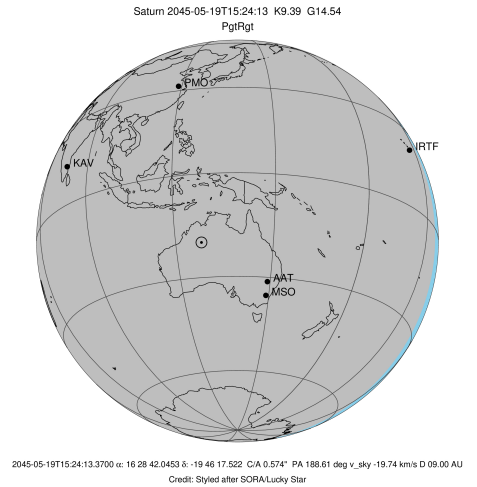 Saturn 2045-05-19T15:24:13 K9.39 G14.54
PgtRgt
PMO
IRTF
KAV
AAT
MSO
2045-05-19T15:24:13.3700 α: 16 28 42.0453 δ: -19 46 17.522 C/A 0.574" PA 188.61 deg v_sky -19.74 km/s D 09.00 AU
Credit: Styled after SORA/Lucky Star